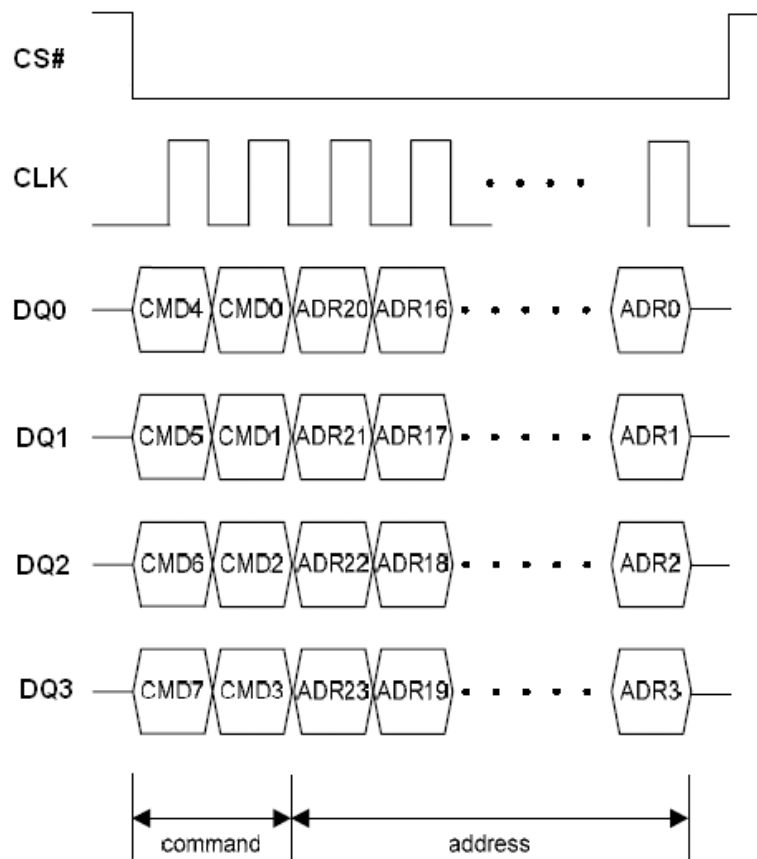 CS#
CLK
DQ0 CMD4 CMD0 ADR20 ADR16 ADR0
DQ1 CMD5 CMD1 ADR21 ADR17 ADR1
DQ2 CMD6 CMD2 ADR22 ADR18 ADR2
DQ3 CMD7 CMD3 ADR23 ADR19 ADR3
command address